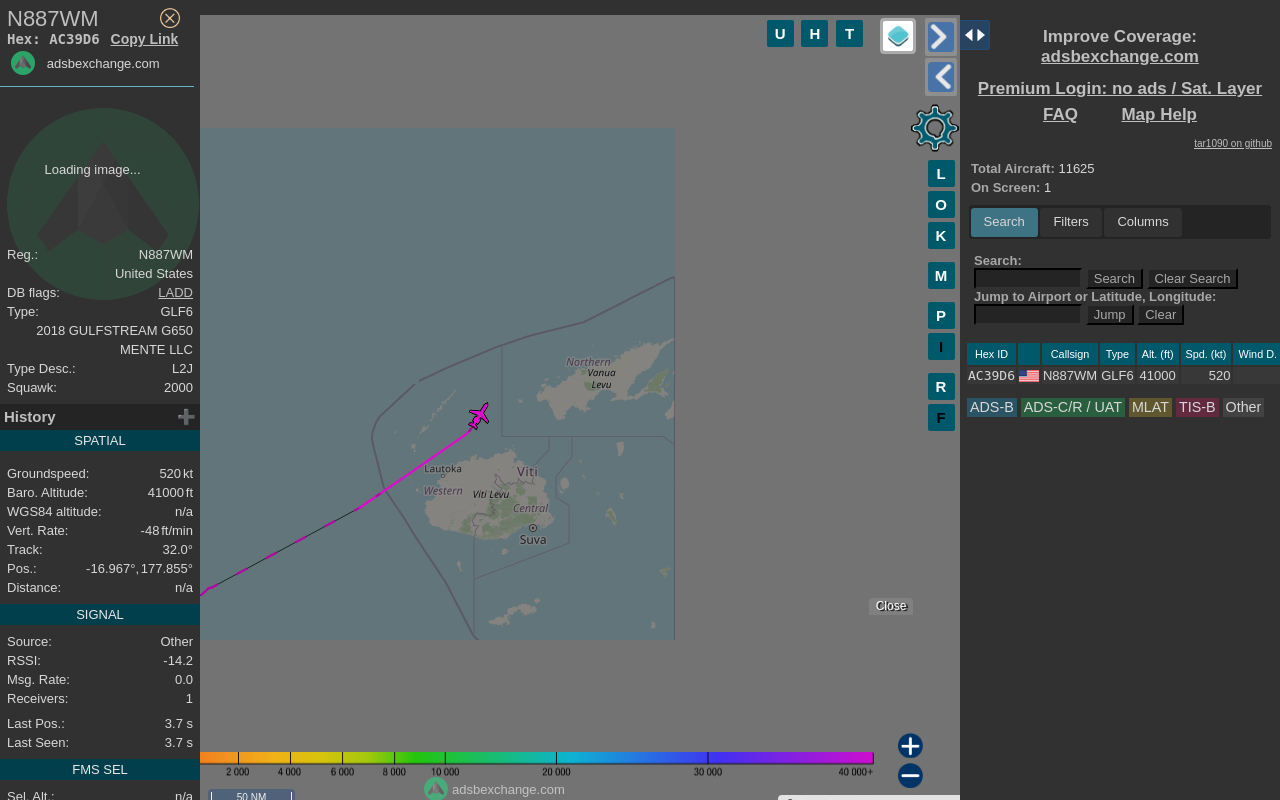 N887WM
Hex: AC39D6 Copy Link
adsbexchange.com
Loading image...
Reg.: N887WM
United States
DB flags: LADD
Type: GLF6
2018 GULFSTREAM G650
MENTE LLC
Type Desc.: L2J
Squawk: 2000
History
SPATIAL
Groundspeed: 520 kt
Baro. Altitude: 41000 ft
WGS84 altitude: n/a
Vert. Rate: -48 ft/min
Track: 32.0°
Pos.: -16.967°, 177.855°
Distance: n/a
SIGNAL
Source: Other
RSSI: -14.2
Msg. Rate: 0.0
Receivers: 1
Last Pos.: 3.7 s
Last Seen: 3.7 s
FMS SEL
Sel. Alt.: n/a
U H T
L
O
K
M
P
I
R
F
Northern
Vanua
Levu
Lautoka
Viti
Western
Viti Levu
Central
Suva
Close
2 000 4 000 6 000 8 000 10 000 20 000 30 000 40 000+
adsbexchange.com
50 NM
Improve Coverage:
adsbexchange.com
Premium Login: no ads / Sat. Layer
FAQ Map Help
tar1090 on github
Total Aircraft: 11625
On Screen: 1
Search Filters Columns
Search:
Search Clear Search
Jump to Airport or Latitude, Longitude:
Jump Clear
Hex ID Callsign Type Alt. (ft) Spd. (kt) Wind D.
AC39D6 N887WM GLF6 41000 520
ADS-B ADS-C/R / UAT MLAT TIS-B Other